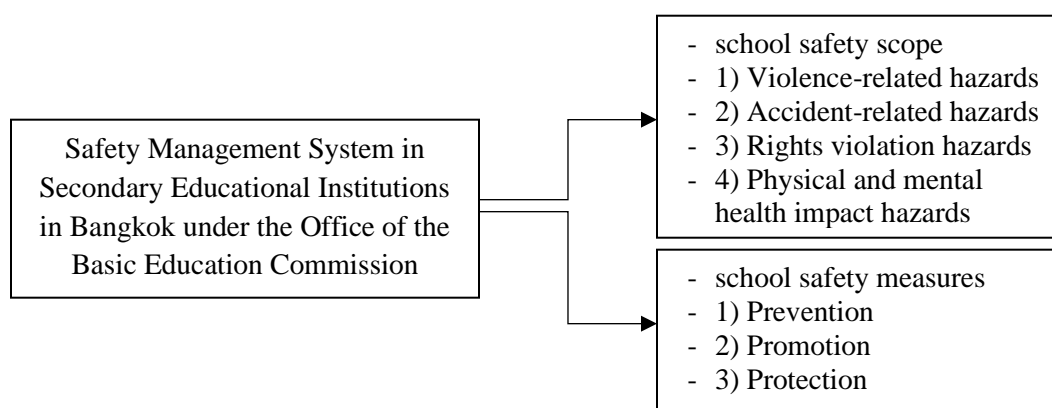 Safety Management System in
Secondary Educational Institutions
in Bangkok under the Office of the
Basic Education Commission
- school safety scope
- 1) Violence-related hazards
- 2) Accident-related hazards
- 3) Rights violation hazards
- 4) Physical and mental
health impact hazards
- school safety measures
- 1) Prevention
- 2) Promotion
- 3) Protection